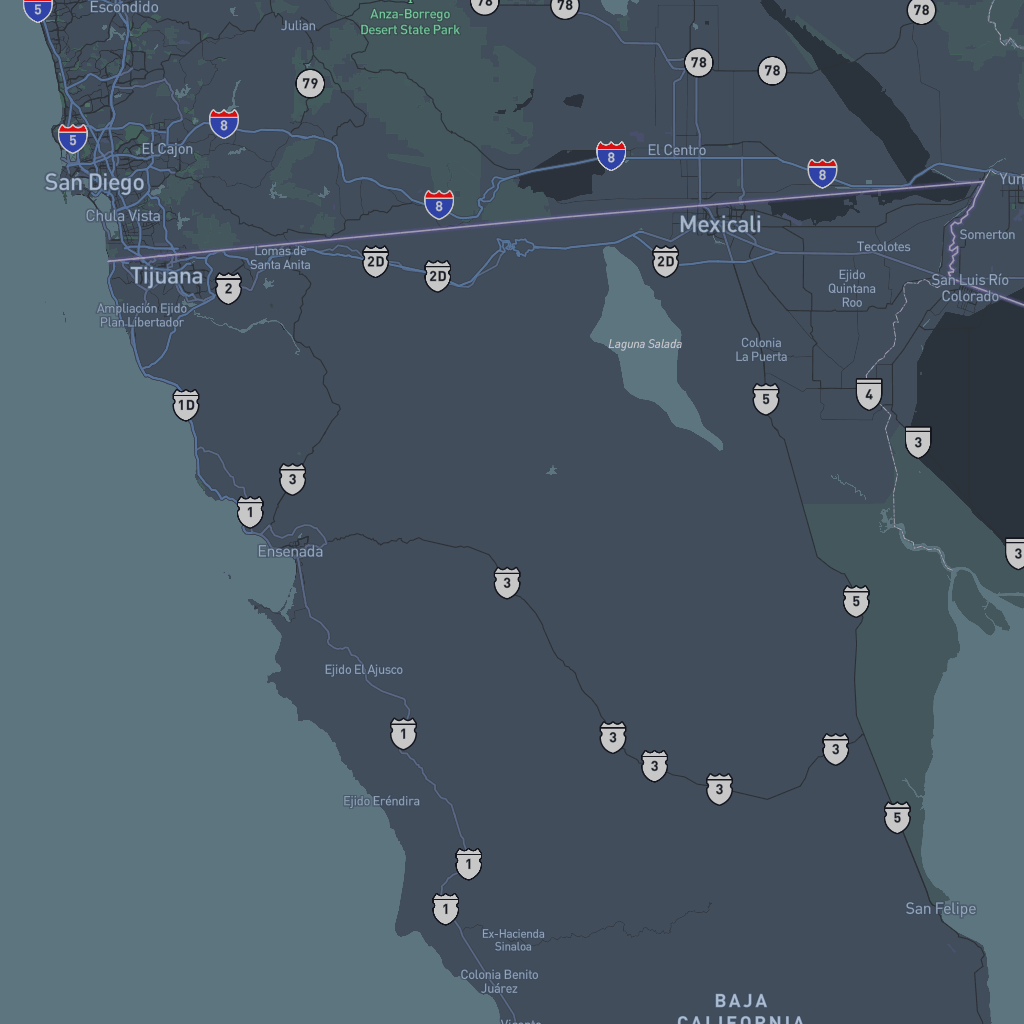 5
Escondido
Julian
Anza-Borrego
Desert State Park
78
78
78
79
78
78
5
8
El Cajon
8
El Centro
8
San Diego
8
Chula Vista
Mexicali
Somerton
Lomas de
Santa Anita
2D
2D
2D
Tecolotes
Tijuana
2
Ejido
Quintana
Roo
San Luis Río
Colorado
Ampliación Ejido
Plan Libertador
Laguna Salada
Colonia
La Puerta
1D
5
4
3
3
1
Ensenada
3
3
5
Ejido El Ajusco
1
3
3
3
3
Ejido Eréndira
5
1
1
San Felipe
Ex-Hacienda
Sinaloa
Colonia Benito
Juárez
BAJA
CALIFORNIA